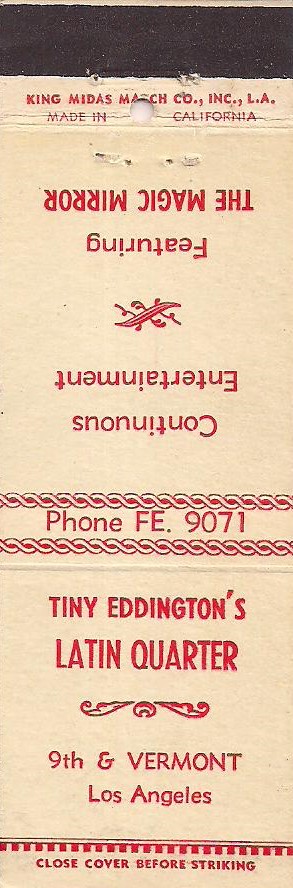 KING MIDAS MATCH CO., INC., L.A.
MADE IN CALIFORNIA
Continuous
Entertainment
Featuring
THE MAGIC MIRROR
Phone FE. 9071
TINY EDDINGTON'S
LATIN QUARTER
9th & VERMONT
Los Angeles
CLOSE COVER BEFORE STRIKING